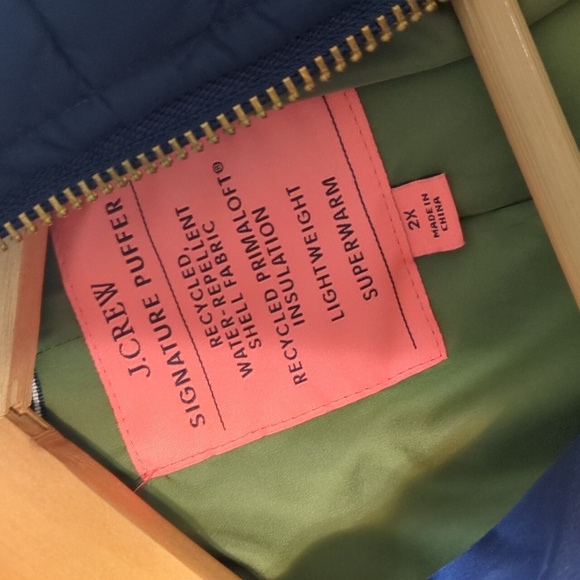 J.CREW
SIGNATURE PUFFER
RECYCLED,
WATER-REPELLENT
SHELL FABRIC
RECYCLED PRIMALOFT®
INSULATION
LIGHTWEIGHT
SUPERWARM
2X
MADE IN
CHINA